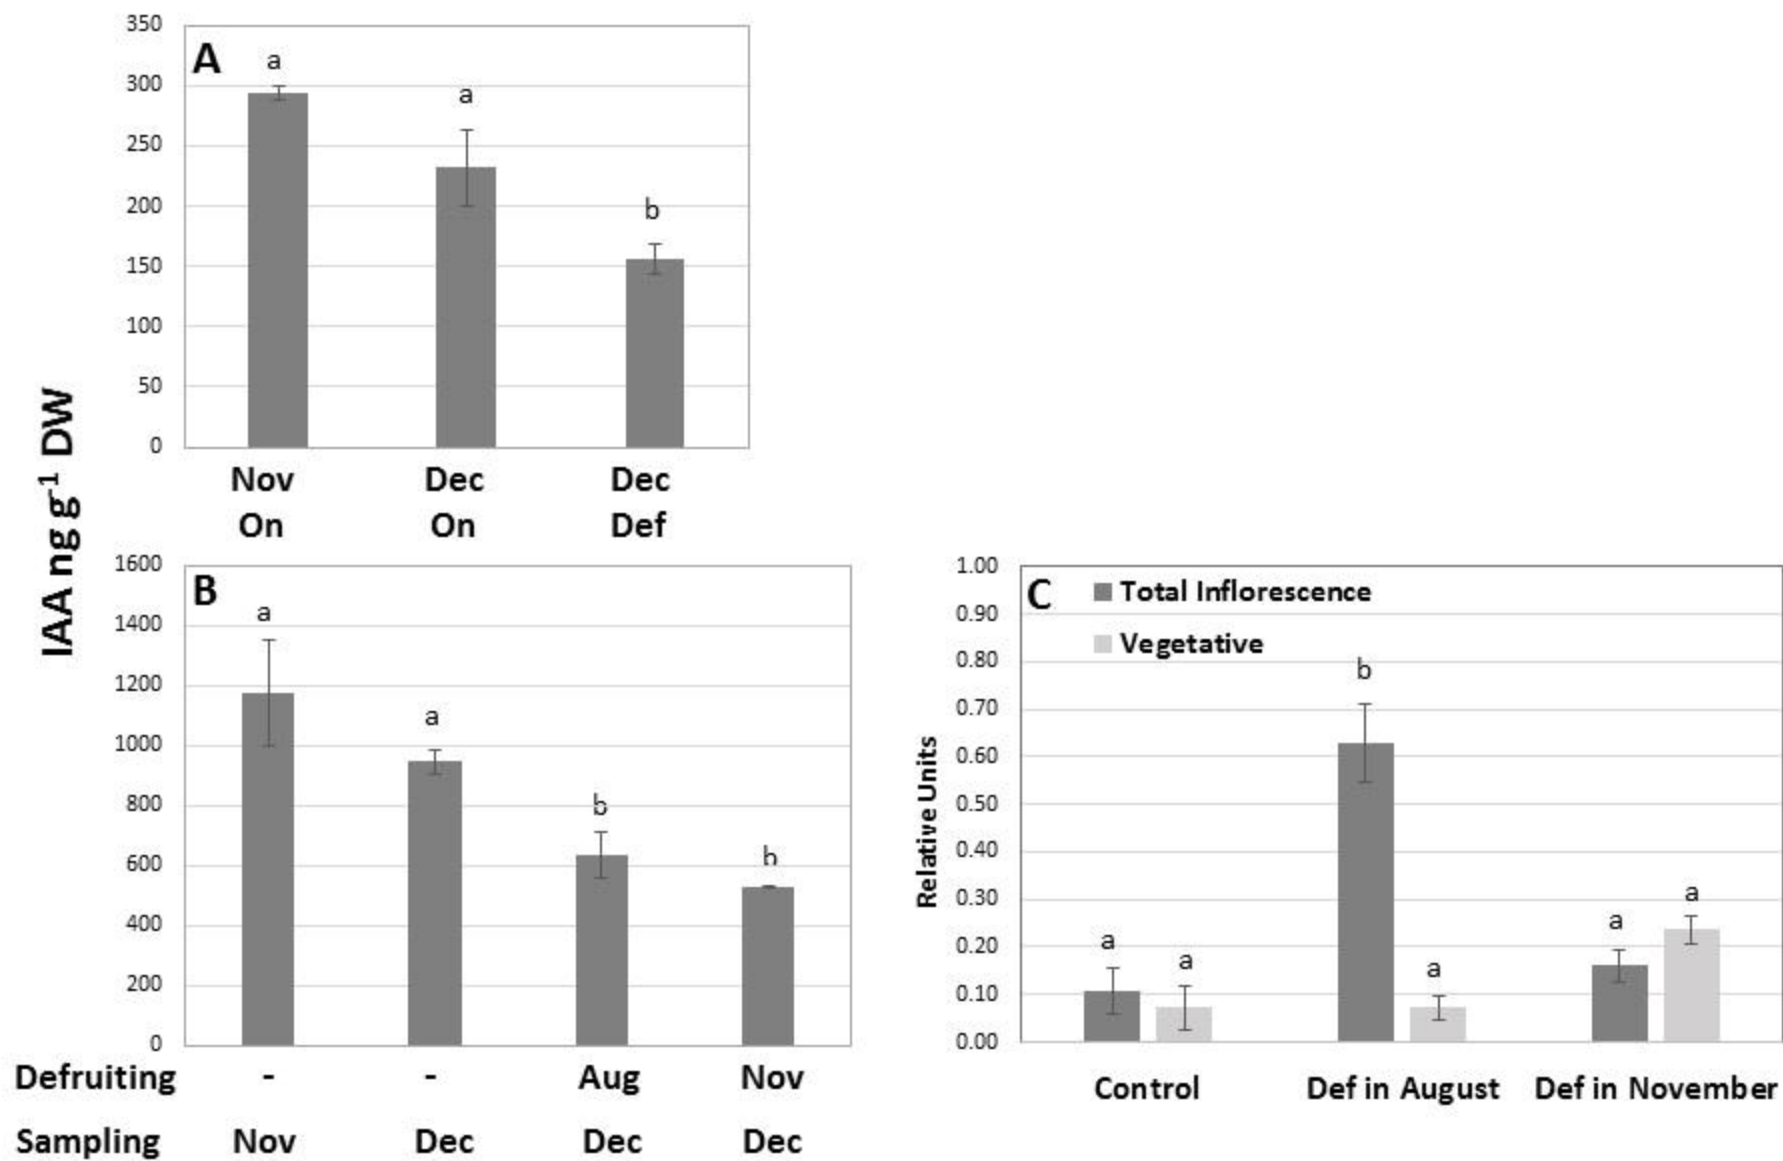 IAA ng g⁻¹ DW
A
350
300
250
200
150
100
50
0
a
a
b
Nov Dec Dec
On On Def
B
1600
1400
1200
1000
800
600
400
200
0
a
a
b
b
Defruiting - - Aug Nov
Sampling Nov Dec Dec Dec
C
Total Inflorescence
Vegetative
Relative Units
1.00
0.90
0.80
0.70
0.60
0.50
0.40
0.30
0.20
0.10
0.00
a
a
b
a
a
a
Control Def in August Def in November